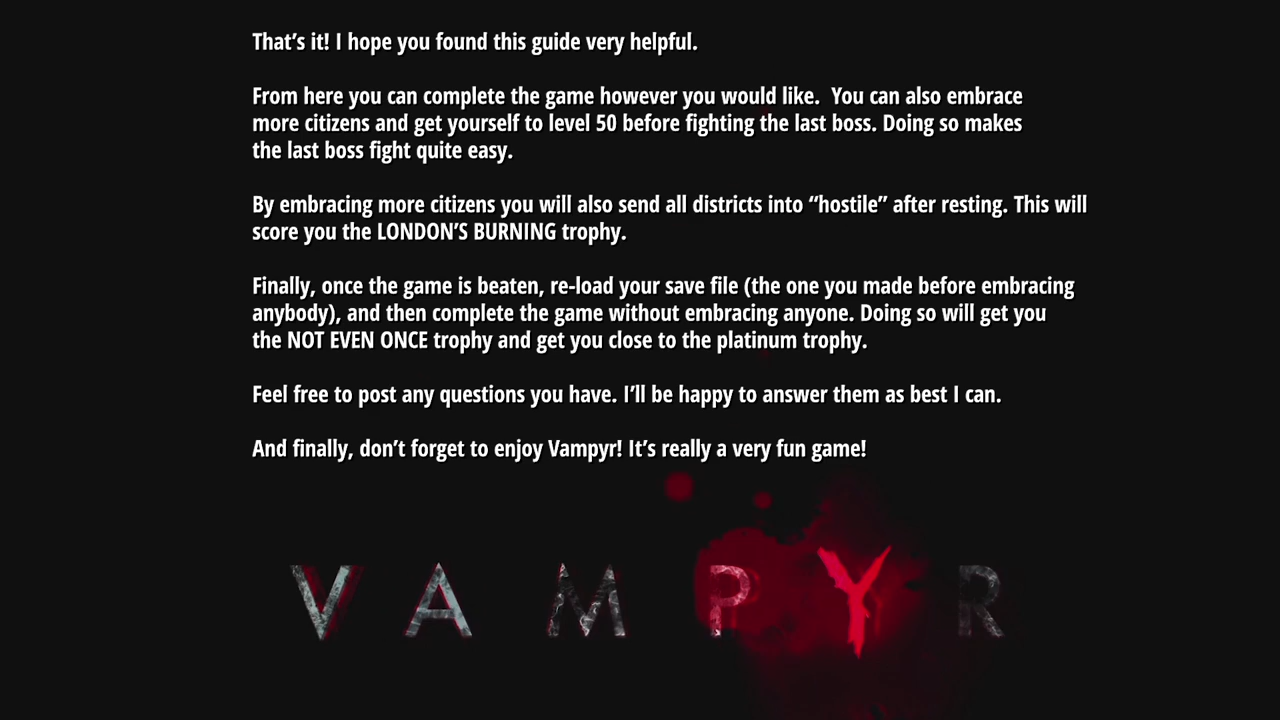 That’s it! I hope you found this guide very helpful.
From here you can complete the game however you would like.  You can also embrace
more citizens and get yourself to level 50 before fighting the last boss. Doing so makes
the last boss fight quite easy.
By embracing more citizens you will also send all districts into “hostile” after resting. This will
score you the LONDON’S BURNING trophy.
Finally, once the game is beaten, re-load your save file (the one you made before embracing
anybody), and then complete the game without embracing anyone. Doing so will get you
the NOT EVEN ONCE trophy and get you close to the platinum trophy.
Feel free to post any questions you have. I’ll be happy to answer them as best I can.
And finally, don’t forget to enjoy Vampyr! It’s really a very fun game!
VAMPYR